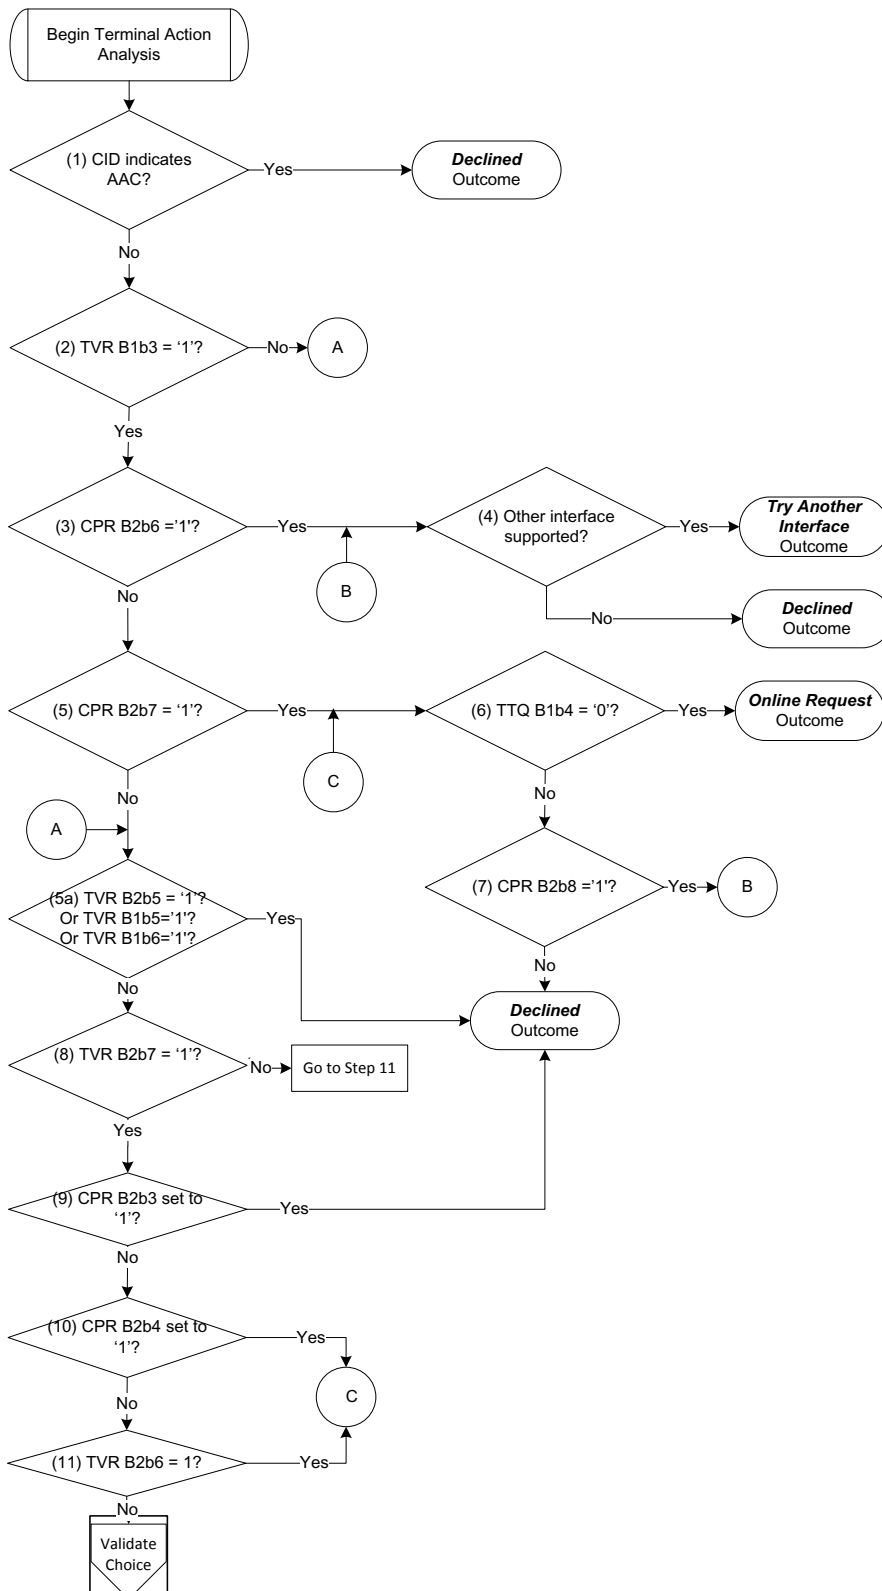 Begin Terminal Action
Analysis
(1) CID indicates
AAC?
Yes
Declined
Outcome
No
(2) TVR B1b3 = ‘1’?
No
A
Yes
(3) CPR B2b6 ='1'?
Yes
B
(4) Other interface
supported?
Yes
Try Another
Interface
Outcome
No
Declined
Outcome
No
(5) CPR B2b7 = ‘1’?
Yes
C
(6) TTQ B1b4 = ‘0’?
Yes
Online Request
Outcome
No
No
A
(7) CPR B2b8 ='1'?
Yes
B
No
(5a) TVR B2b5 = ‘1’?
Or TVR B1b5='1'?
Or TVR B1b6='1'?
Yes
Declined
Outcome
No
(8) TVR B2b7 = ‘1’?
No
Go to Step 11
Yes
(9) CPR B2b3 set to
‘1’?
Yes
No
(10) CPR B2b4 set to
‘1’?
Yes
C
No
(11) TVR B2b6 = 1?
Yes
No
Validate
Choice